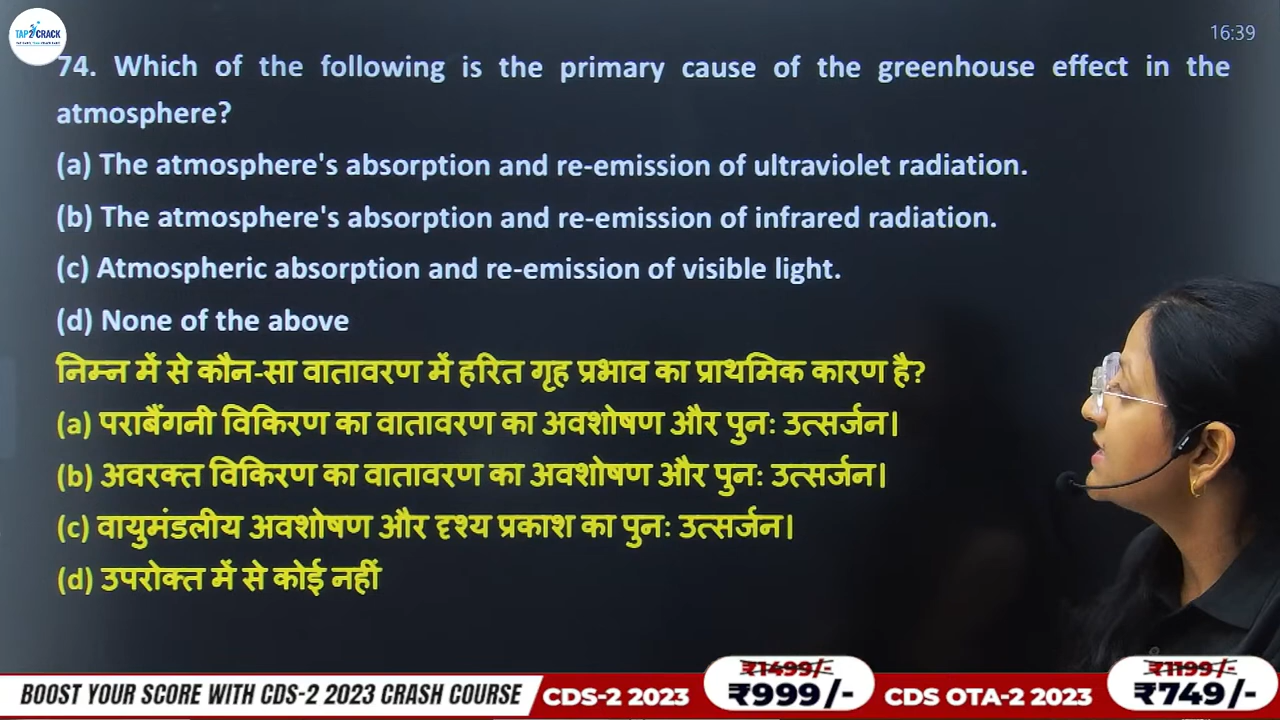 TAP2CRACK
16:39
74. Which of the following is the primary cause of the greenhouse effect in the
atmosphere?
(a) The atmosphere's absorption and re-emission of ultraviolet radiation.
(b) The atmosphere's absorption and re-emission of infrared radiation.
(c) Atmospheric absorption and re-emission of visible light.
(d) None of the above
निम्न में से कौन-सा वातावरण में हरित गृह प्रभाव का प्राथमिक कारण है?
(a) पराबैंगनी विकिरण का वातावरण का अवशोषण और पुनः उत्सर्जन।
(b) अवरक्त विकिरण का वातावरण का अवशोषण और पुनः उत्सर्जन।
(c) वायुमंडलीय अवशोषण और दृश्य प्रकाश का पुनः उत्सर्जन।
(d) उपरोक्त में से कोई नहीं
BOOST YOUR SCORE WITH CDS-2 2023 CRASH COURSE
CDS-2 2023
₹1499/-
₹999/-
CDS OTA-2 2023
₹1199/-
₹749/-